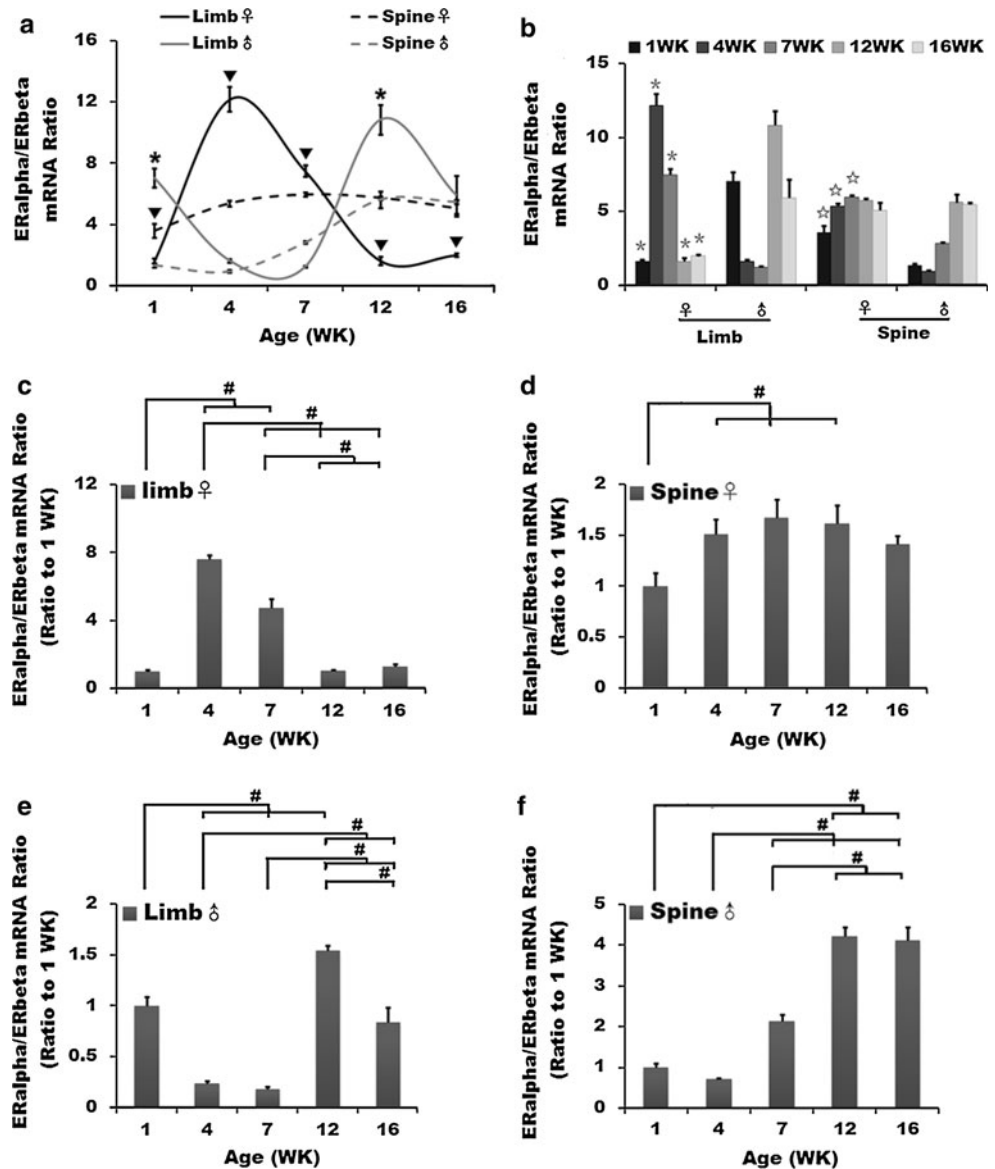 a
Limb♀ Spine♀
Limb♂ Spine♂
ERalpha/ERbeta
mRNA Ratio
16
12
8
4
0
* *
1 4 7 12 16
Age (WK)
b
1WK 4WK 7WK 12WK 16WK
ERalpha/ERbeta
mRNA Ratio
15
10
5
0
* * * * * ☆ ☆ ☆
♀ ♂ ♀ ♂
Limb Spine
c
#
#
#
limb♀
ERalpha/ERbeta mRNA Ratio
(Ratio to 1 WK)
12
8
4
0
1 4 7 12 16
Age (WK)
d
#
Spine♀
ERalpha/ERbeta mRNA Ratio
(Ratio to 1 WK)
2
1.5
1
0.5
0
1 4 7 12 16
Age (WK)
e
#
#
#
#
Limb♂
ERalpha/ERbeta mRNA Ratio
(Ratio to 1 WK)
2
1.5
1
0.5
0
1 4 7 12 16
Age (WK)
f
#
#
#
Spine♂
ERalpha/ERbeta mRNA Ratio
(Ratio to 1 WK)
5
4
3
2
1
0
1 4 7 12 16
Age (WK)